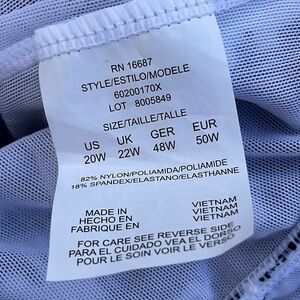 RN 16687
STYLE/ESTILO/MODELE
60200170X
LOT 8005849
SIZE/TAILLE/TALLE
US UK GER EUR
20W 22W 48W 50W
82% NYLON/POLIAMIDA/POLIAMIDE
18% SPANDEX/ELASTANO/ELASTHANNE
MADE IN VIETNAM
HECHO EN VIETNAM
FABRIQUE EN VIETNAM
FOR CARE SEE REVERSE SIDE
PARA EL CUIDADO VEA EL DORSO
POUR LE SOIN VOIR LE VERSO